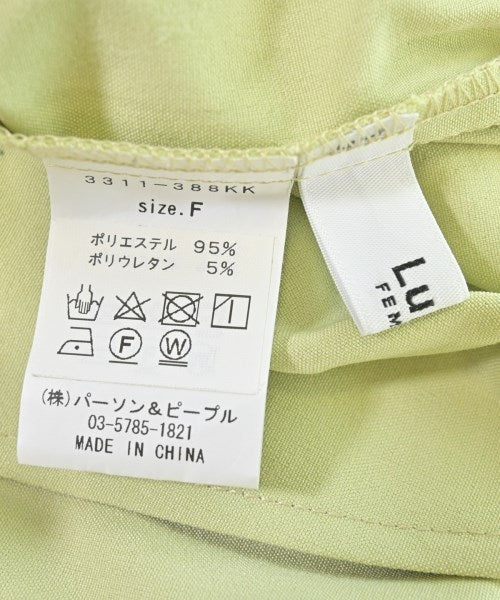 3311-388KK
size.F
ポリエステル 95%
ポリウレタン 5%
F W
(株)パーソン&ピープル
03-5785-1821
MADE IN CHINA
Lu
FEM